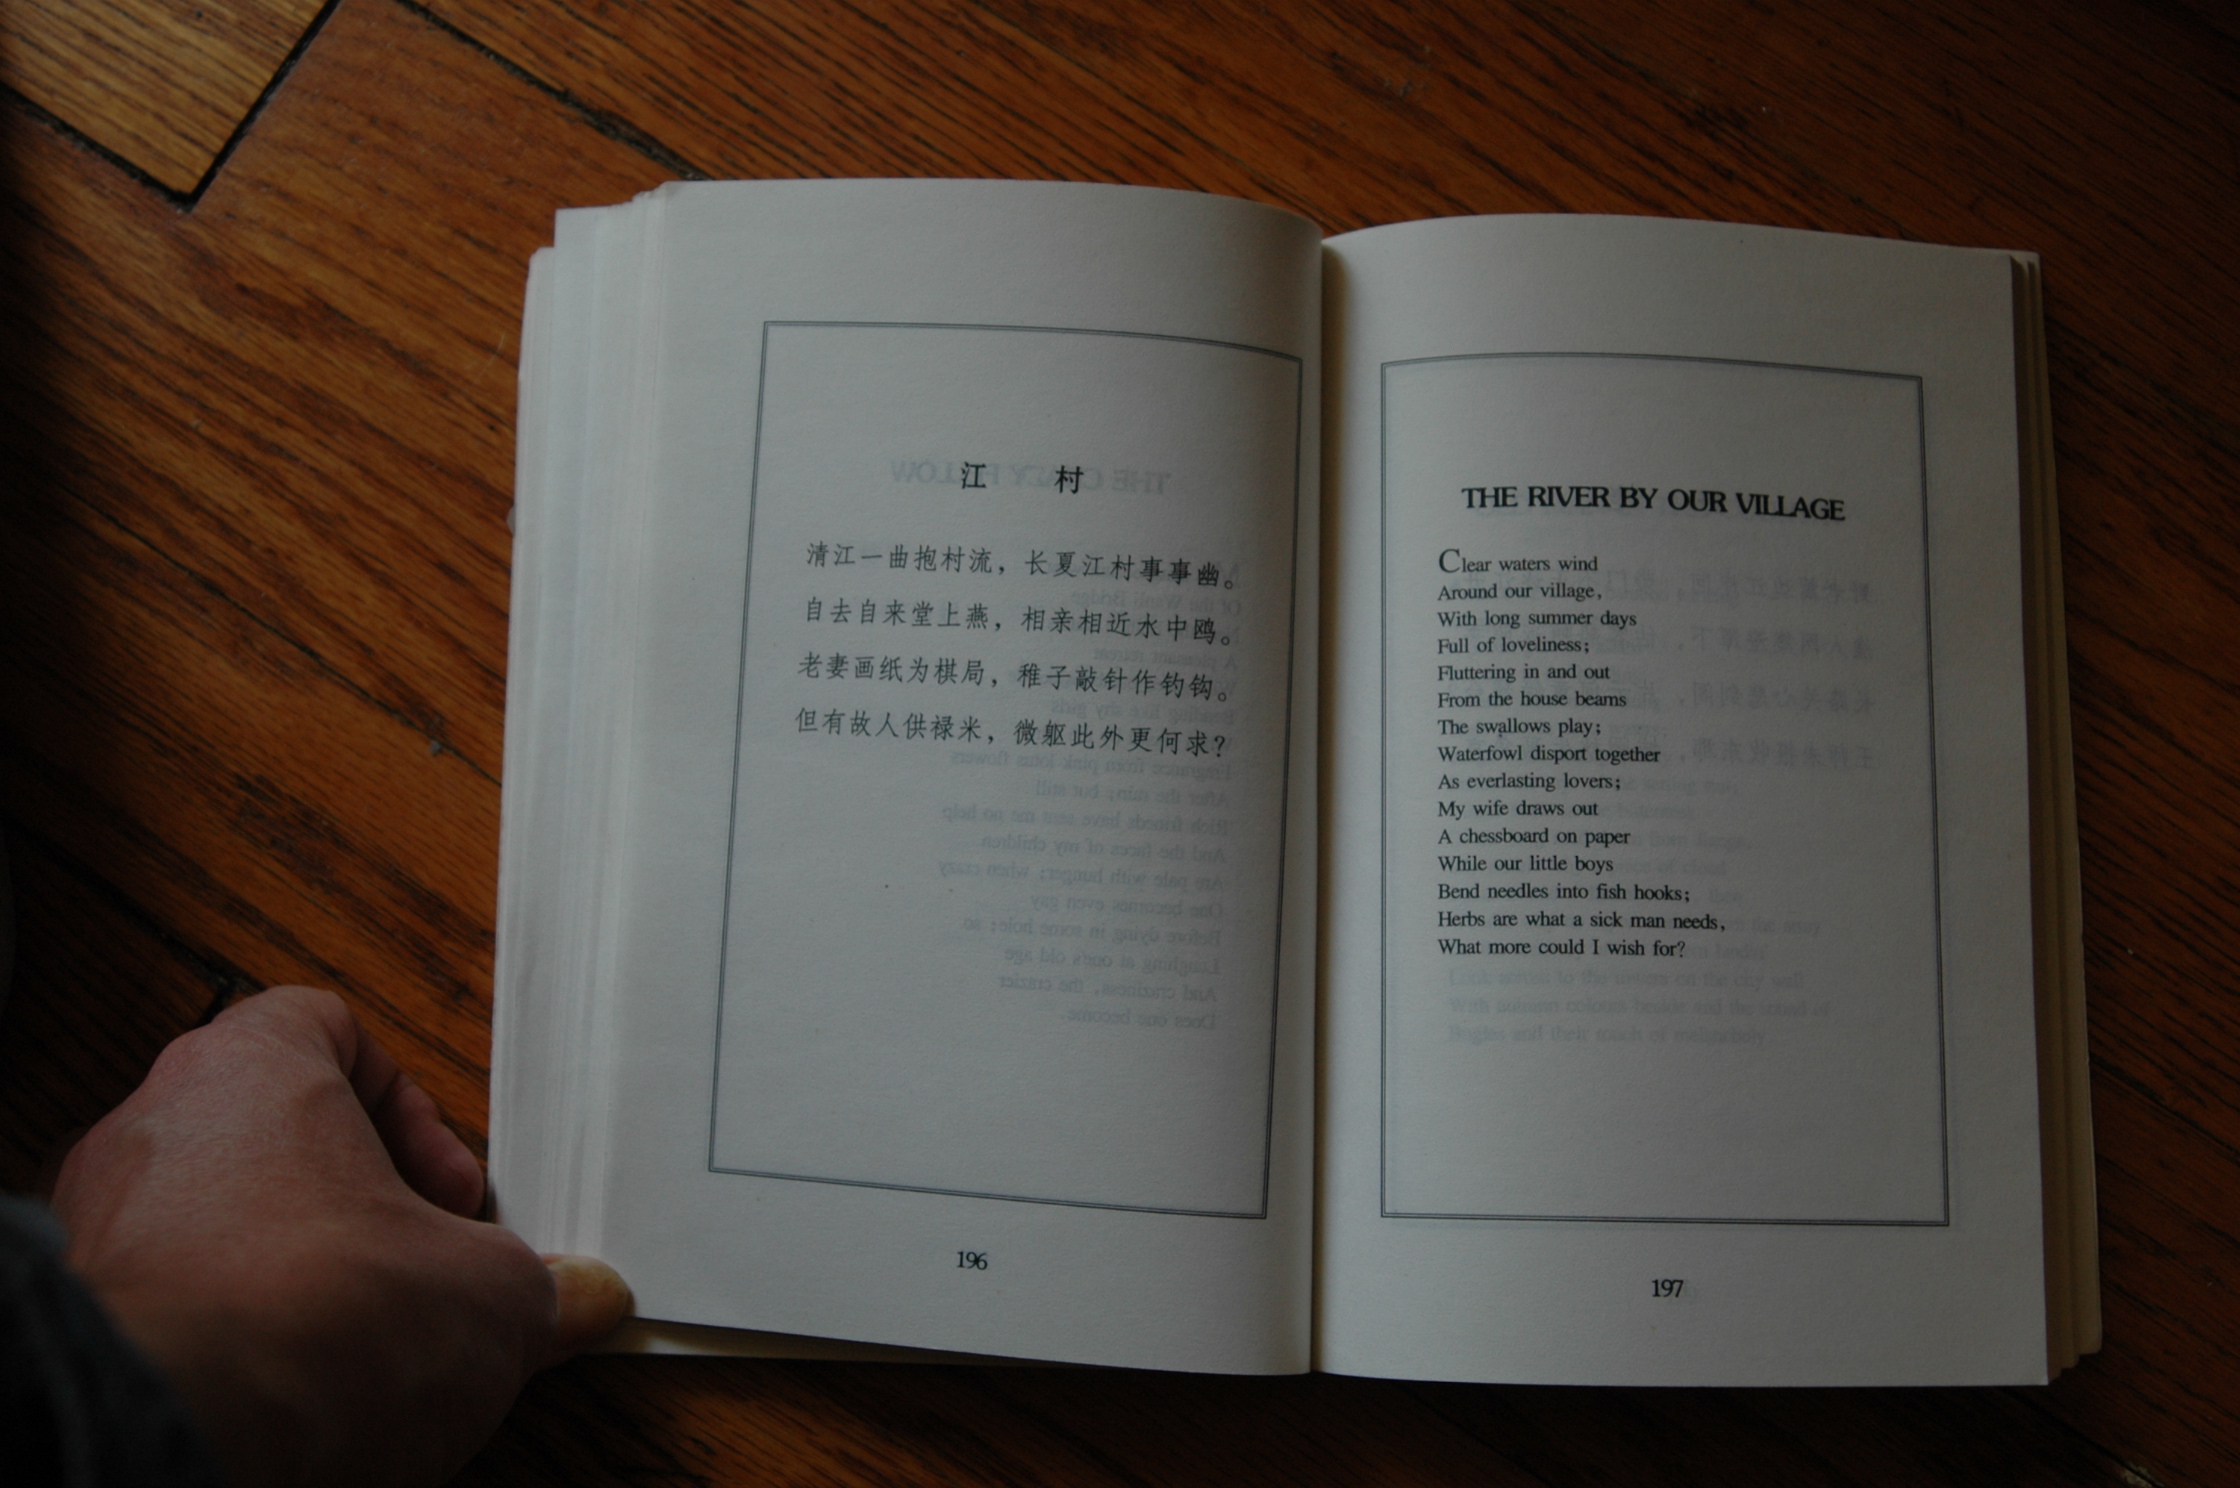 江 村
清江一曲抱村流，长夏江村事事幽。
自去自来堂上燕，相亲相近水中鸥。
老妻画纸为棋局，稚子敲针作钓钩。
但有故人供禄米，微躯此外更何求？
196
THE RIVER BY OUR VILLAGE
Clear waters wind
Around our village,
With long summer days
Full of loveliness;
Fluttering in and out
From the house beams
The swallows play;
Waterfowl disport together
As everlasting lovers;
My wife draws out
A chessboard on paper
While our little boys
Bend needles into fish hooks;
Herbs are what a sick man needs,
What more could I wish for?
197